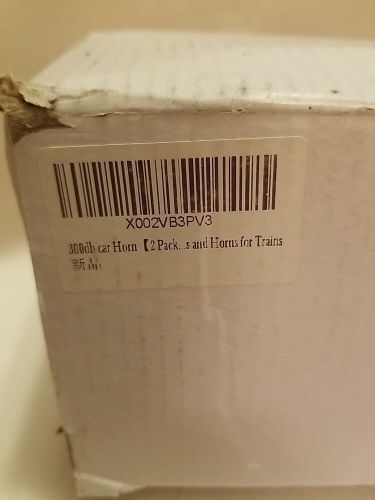 X002VB3PV3
300db car Horn【2 Pack...s and Horns for Trains
新品